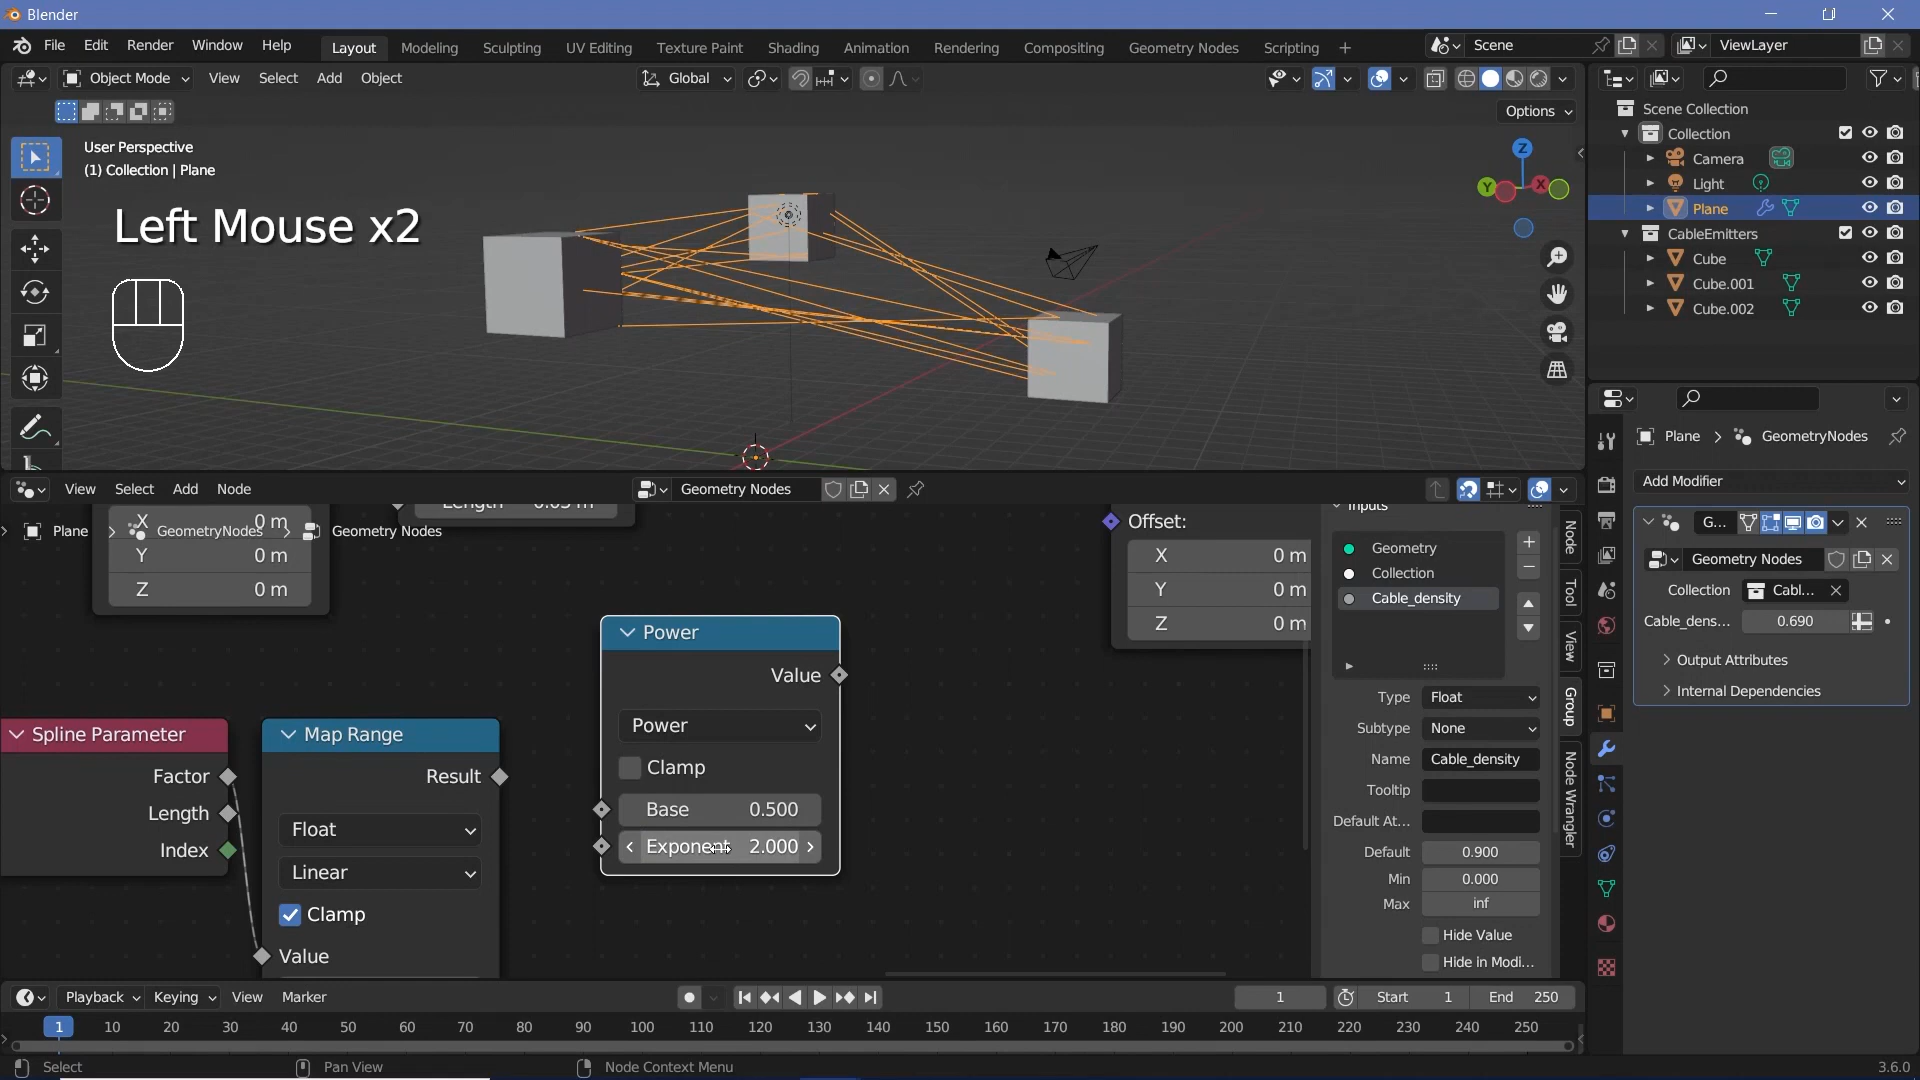 Blender
File Edit Render Window Help Layout Modeling Sculpting UV Editing Texture Paint Shading Animation Rendering Compositing Geometry Nodes Scripting + Scene ViewLayer
Object Mode View Select Add Object Global
Options
User Perspective
(1) Collection | Plane
Left Mouse x2
Z
Y
X
Scene Collection
Collection
Camera
Light
Plane
CableEmitters
Cube
Cube.001
Cube.002
Plane GeometryNodes
Add Modifier
G...
Geometry Nodes
Collection Cabl...
Cable_dens... 0.690
Output Attributes
Internal Dependencies
View Select Add Node Geometry Nodes
Plane GeometryNodes Geometry Nodes
X 0 m
Y 0 m
Z 0 m
Offset:
X 0 m
Y 0 m
Z 0 m
Spline Parameter
Factor
Length
Index
Map Range
Result
Float
Linear
Clamp
Value
Power
Value
Power
Clamp
Base 0.500
Exponent 2.000
Inputs
Geometry
Collection
Cable_density
Type Float
Subtype None
Name Cable_density
Tooltip
Default At...
Default 0.900
Min 0.000
Max inf
Hide Value
Hide in Modi...
Node
Tool
View
Group
Node Wrangler
Playback Keying View Marker 1 Start 1 End 250
1 10 20 30 40 50 60 70 80 90 100 110 120 130 140 150 160 170 180 190 200 210 220 230 240 250
Select Pan View Node Context Menu 3.6.0